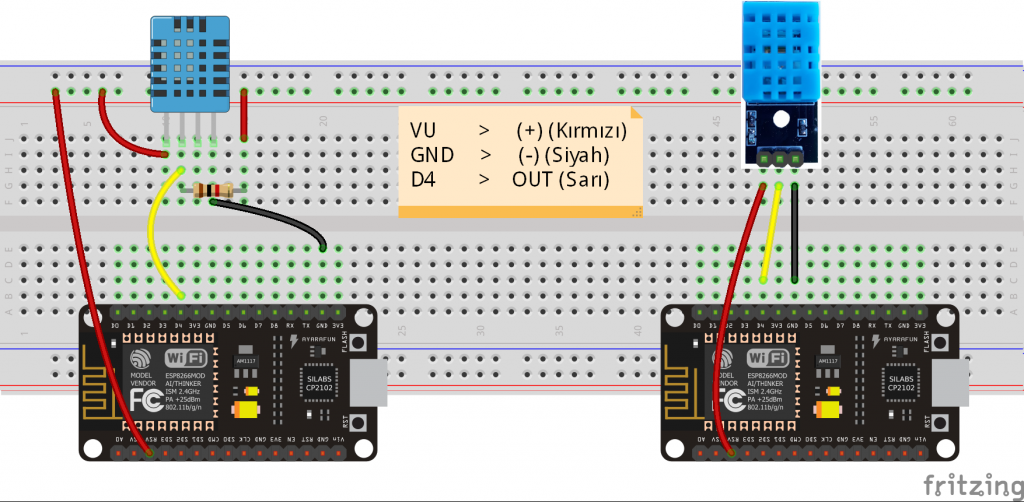 VU > (+) (Kırmızı)
GND > (-) (Siyah)
D4 > OUT (Sarı)
5 20 45 55 60
J
I
H
G
F
E
D
C
B
A
1 25 30 35 40
D0 D1 D2 D3 D4 3V3 GND D5 D6 D7 D8 RX TX GND 3V3
FLASH
AYARAFUN
WiFi
MODEL
VENDOR
ESP8266MOD
AI/THINKER
ISM 2.4GHz
PA +25dBm
802.11b/g/n
FC
AM1117
SILABS
CP2102
RST
A0 RSV RSV SD3 SD2 SD1 CMD SD0 CLK GND 3V3 EN RST GND Vin
D0 D1 D2 D3 D4 3V3 GND D5 D6 D7 D8 RX TX GND 3V3
FLASH
AYARAFUN
WiFi
MODEL
VENDOR
ESP8266MOD
AI/THINKER
ISM 2.4GHz
PA +25dBm
802.11b/g/n
FC
AM1117
SILABS
CP2102
RST
A0 RSV RSV SD3 SD2 SD1 CMD SD0 CLK GND 3V3 EN RST GND Vin
fritzing